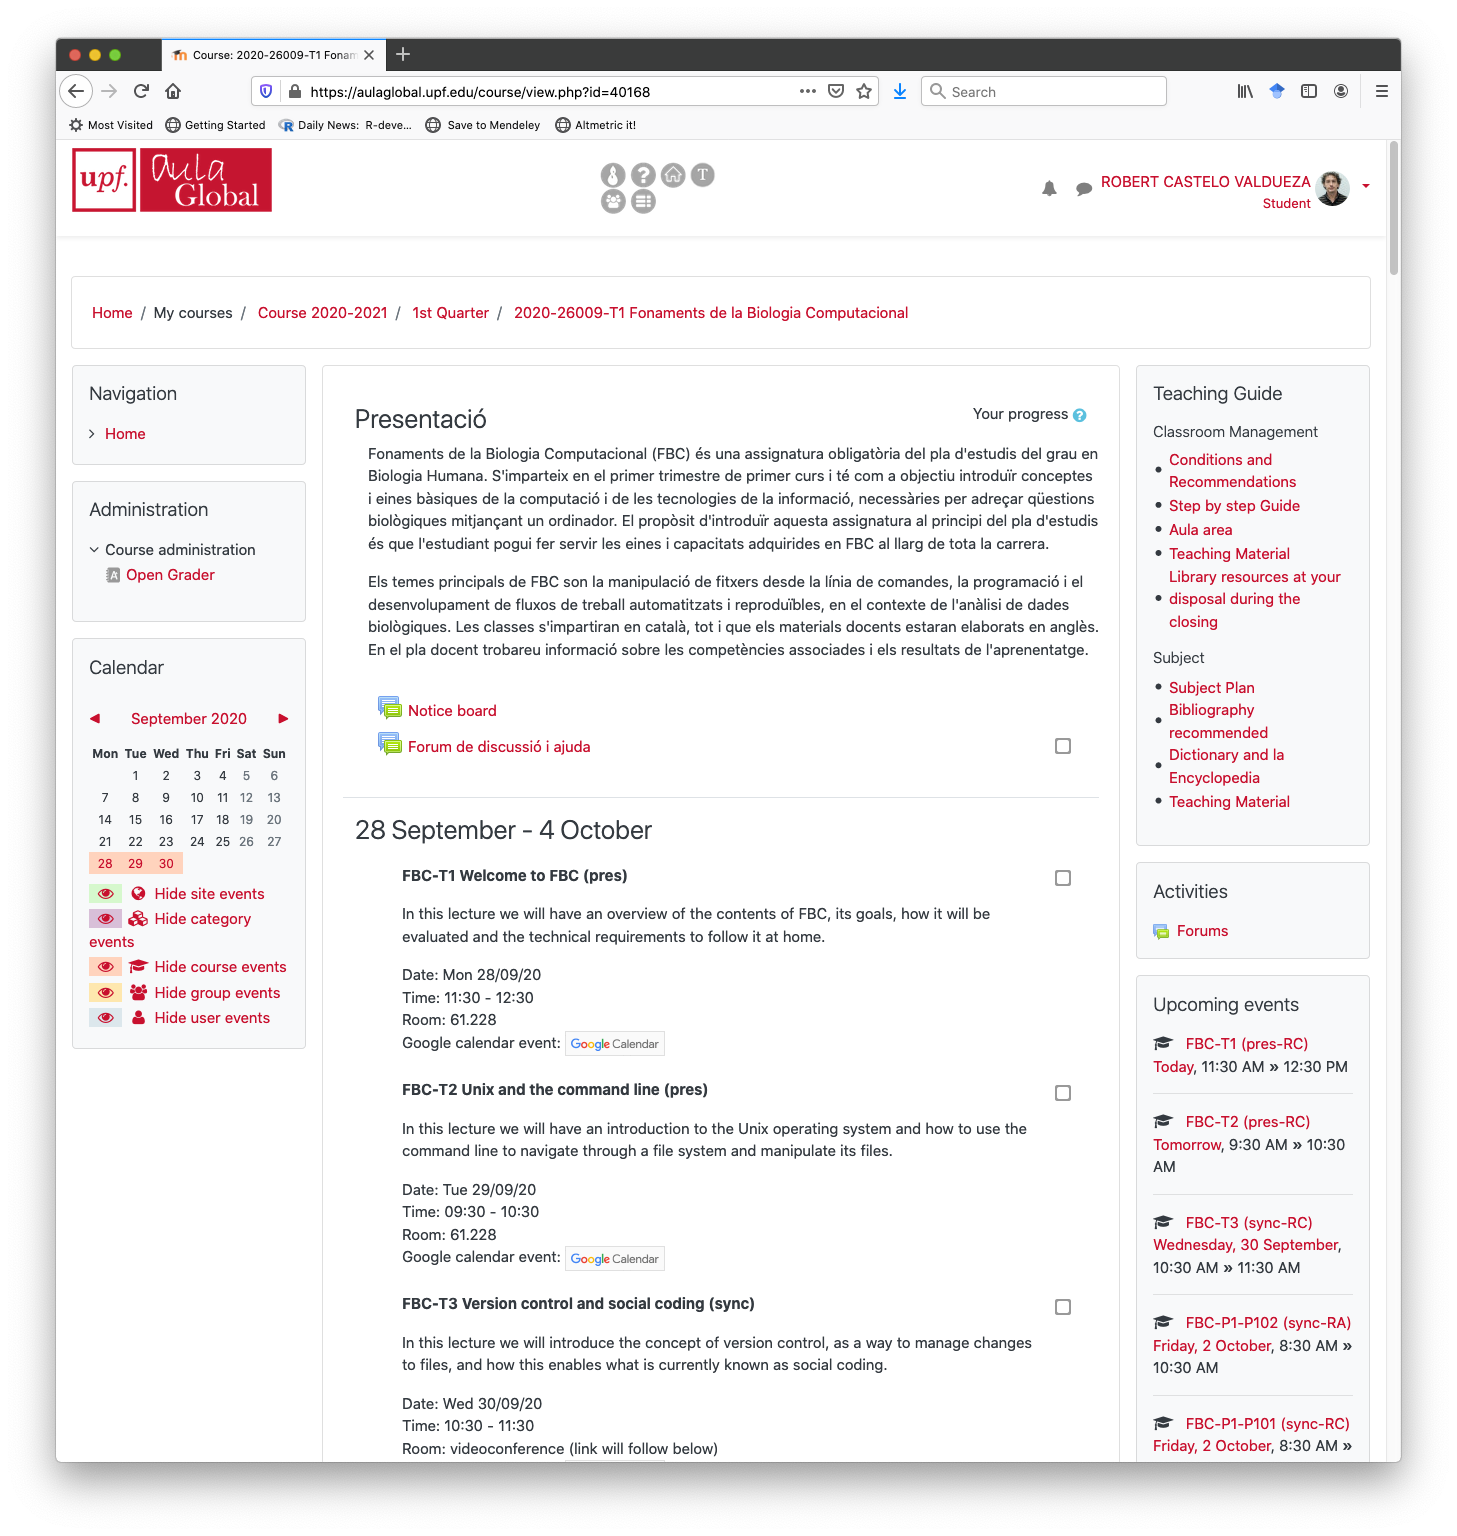 Course: 2020-26009-T1 Fonam
https://aulaglobal.upf.edu/course/view.php?id=40168
Search
Most Visited
Getting Started
Daily News: R-deve...
Save to Mendeley
Altmetric it!
upf.
aula
Global
T
ROBERT CASTELO VALDUEZA
Student
Home / My courses / Course 2020-2021 / 1st Quarter / 2020-26009-T1 Fonaments de la Biologia Computacional
Navigation
Home
Administration
Course administration
Open Grader
Calendar
September 2020
Mon Tue Wed Thu Fri Sat Sun
1 2 3 4 5 6
7 8 9 10 11 12 13
14 15 16 17 18 19 20
21 22 23 24 25 26 27
28 29 30
Hide site events
Hide category
events
Hide course events
Hide group events
Hide user events
Presentació
Your progress
Fonaments de la Biologia Computacional (FBC) és una assignatura obligatòria del pla d'estudis del grau en
Biologia Humana. S'imparteix en el primer trimestre de primer curs i té com a objectiu introduïr conceptes
i eines bàsiques de la computació i de les tecnologies de la informació, necessàries per adreçar qüestions
biològiques mitjançant un ordinador. El propòsit d'introduïr aquesta assignatura al principi del pla d'estudis
és que l'estudiant pogui fer servir les eines i capacitats adquirides en FBC al llarg de tota la carrera.
Els temes principals de FBC son la manipulació de fitxers desde la línia de comandes, la programació i el
desenvolupament de fluxos de treball automatitzats i reproduïbles, en el context de l'anàlisi de dades
biològiques. Les classes s'impartiran en català, tot i que els materials docents estaran elaborats en anglès.
En el pla docent trobareu informació sobre les competències associades i els resultats de l'aprenentatge.
Notice board
Forum de discussió i ajuda
28 September - 4 October
FBC-T1 Welcome to FBC (pres)
In this lecture we will have an overview of the contents of FBC, its goals, how it will be
evaluated and the technical requirements to follow it at home.
Date: Mon 28/09/20
Time: 11:30 - 12:30
Room: 61.228
Google calendar event: Google Calendar
FBC-T2 Unix and the command line (pres)
In this lecture we will have an introduction to the Unix operating system and how to use the
command line to navigate through a file system and manipulate its files.
Date: Tue 29/09/20
Time: 09:30 - 10:30
Room: 61.228
Google calendar event: Google Calendar
FBC-T3 Version control and social coding (sync)
In this lecture we will introduce the concept of version control, as a way to manage changes
to files, and how this enables what is currently known as social coding.
Date: Wed 30/09/20
Time: 10:30 - 11:30
Room: videoconference (link will follow below)
Teaching Guide
Classroom Management
Conditions and
Recommendations
Step by step Guide
Aula area
Teaching Material
Library resources at your
disposal during the
closing
Subject
Subject Plan
Bibliography
recommended
Dictionary and la
Encyclopedia
Teaching Material
Activities
Forums
Upcoming events
FBC-T1 (pres-RC)
Today, 11:30 AM » 12:30 PM
FBC-T2 (pres-RC)
Tomorrow, 9:30 AM » 10:30
AM
FBC-T3 (sync-RC)
Wednesday, 30 September,
10:30 AM » 11:30 AM
FBC-P1-P102 (sync-RA)
Friday, 2 October, 8:30 AM »
10:30 AM
FBC-P1-P101 (sync-RC)
Friday, 2 October, 8:30 AM »